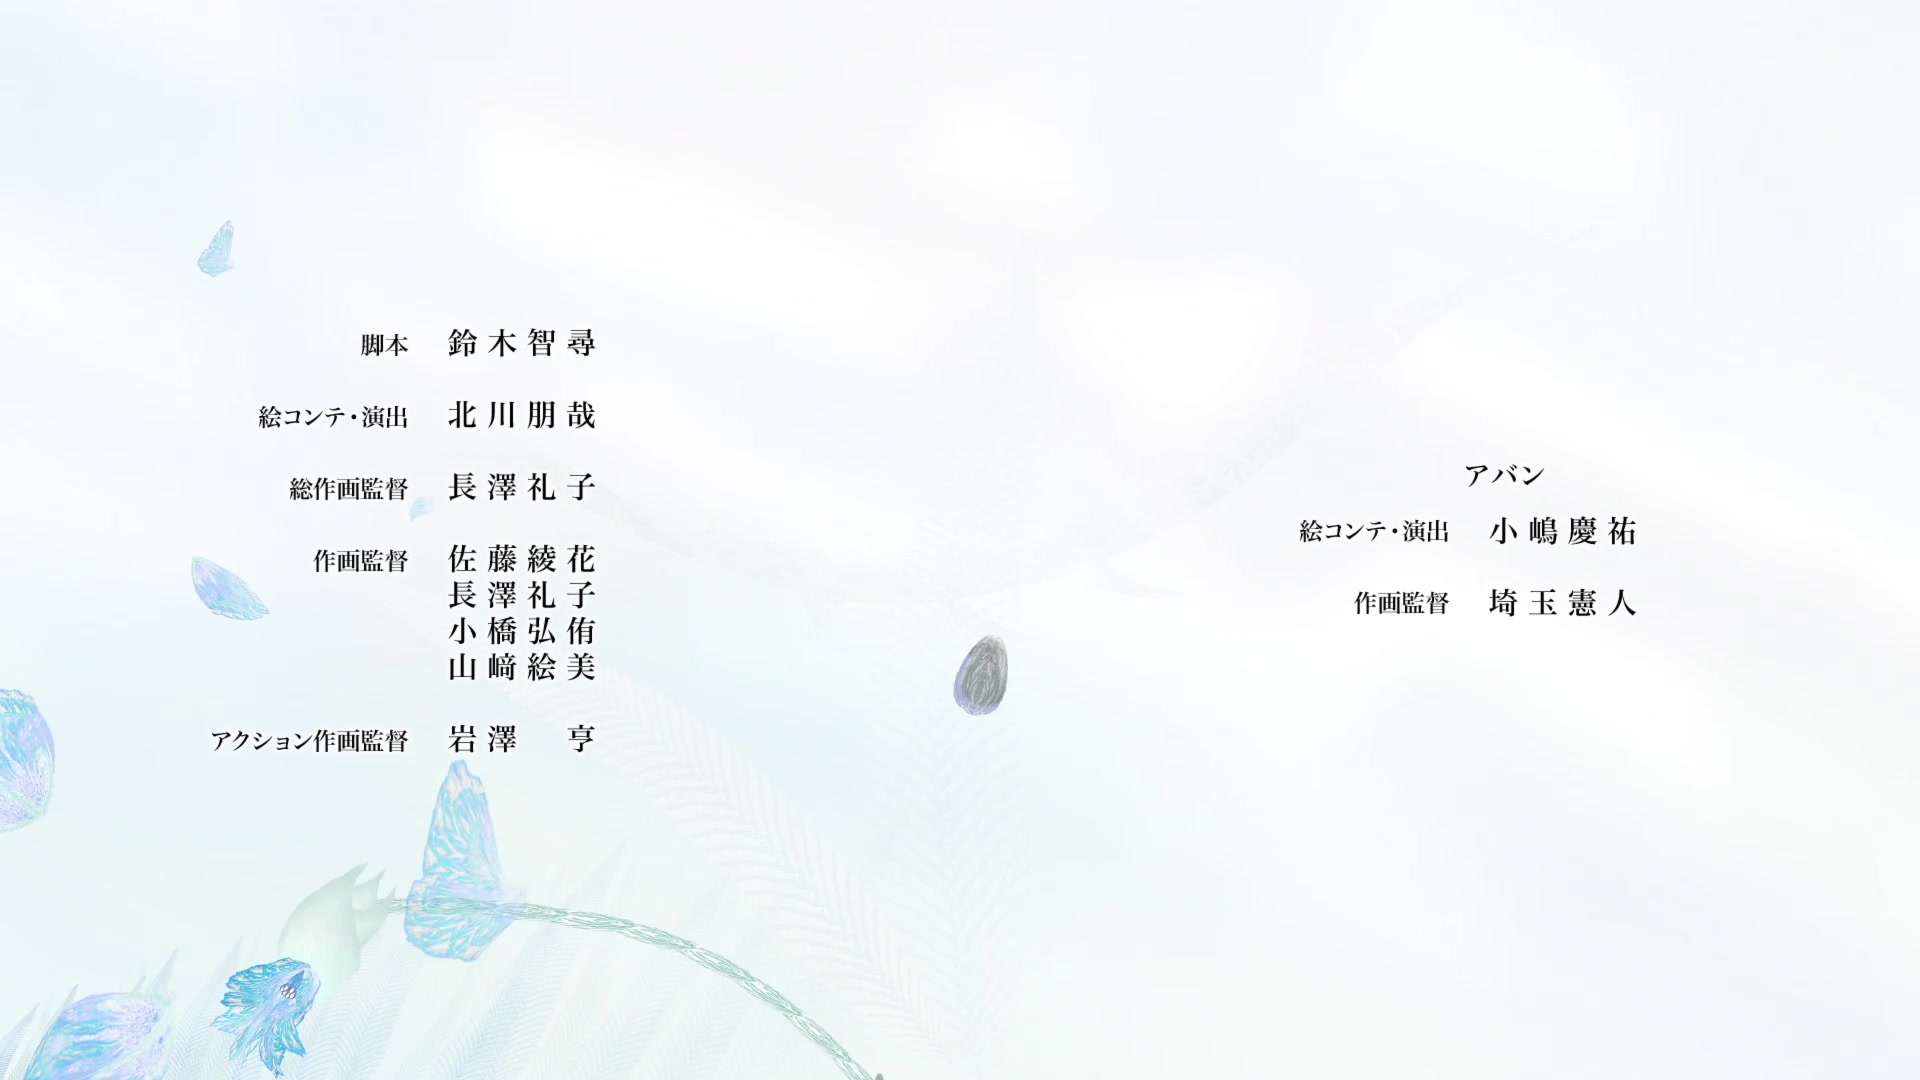 脚本 鈴木智尋
絵コンテ・演出 北川朋哉
総作画監督 長澤礼子
作画監督 佐藤綾花
長澤礼子
小橋弘侑
山﨑絵美
アクション作画監督 岩澤 亨
アバン
絵コンテ・演出 小嶋慶祐
作画監督 埼玉憲人